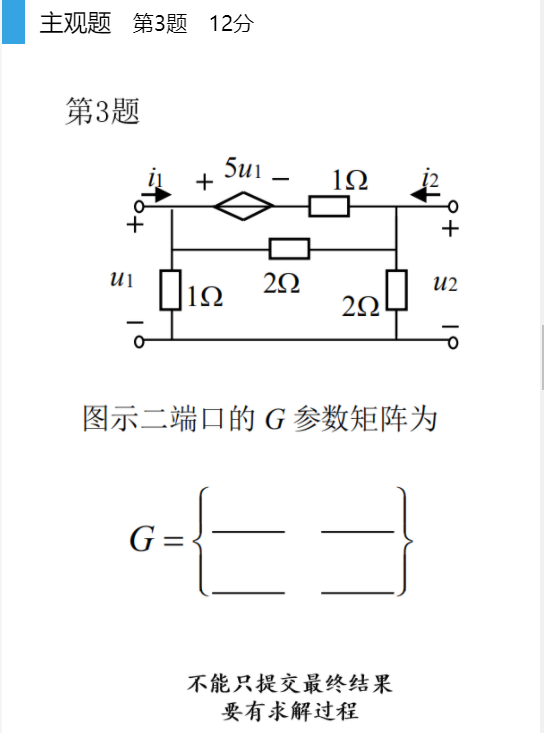 主观题 第3题 12分
第3题
i1 + 5u1 − 1Ω i2
+ +
u1 1Ω 2Ω 2Ω u2
− −
图示二端口的 G 参数矩阵为
G =
不能只提交最终结果
要有求解过程